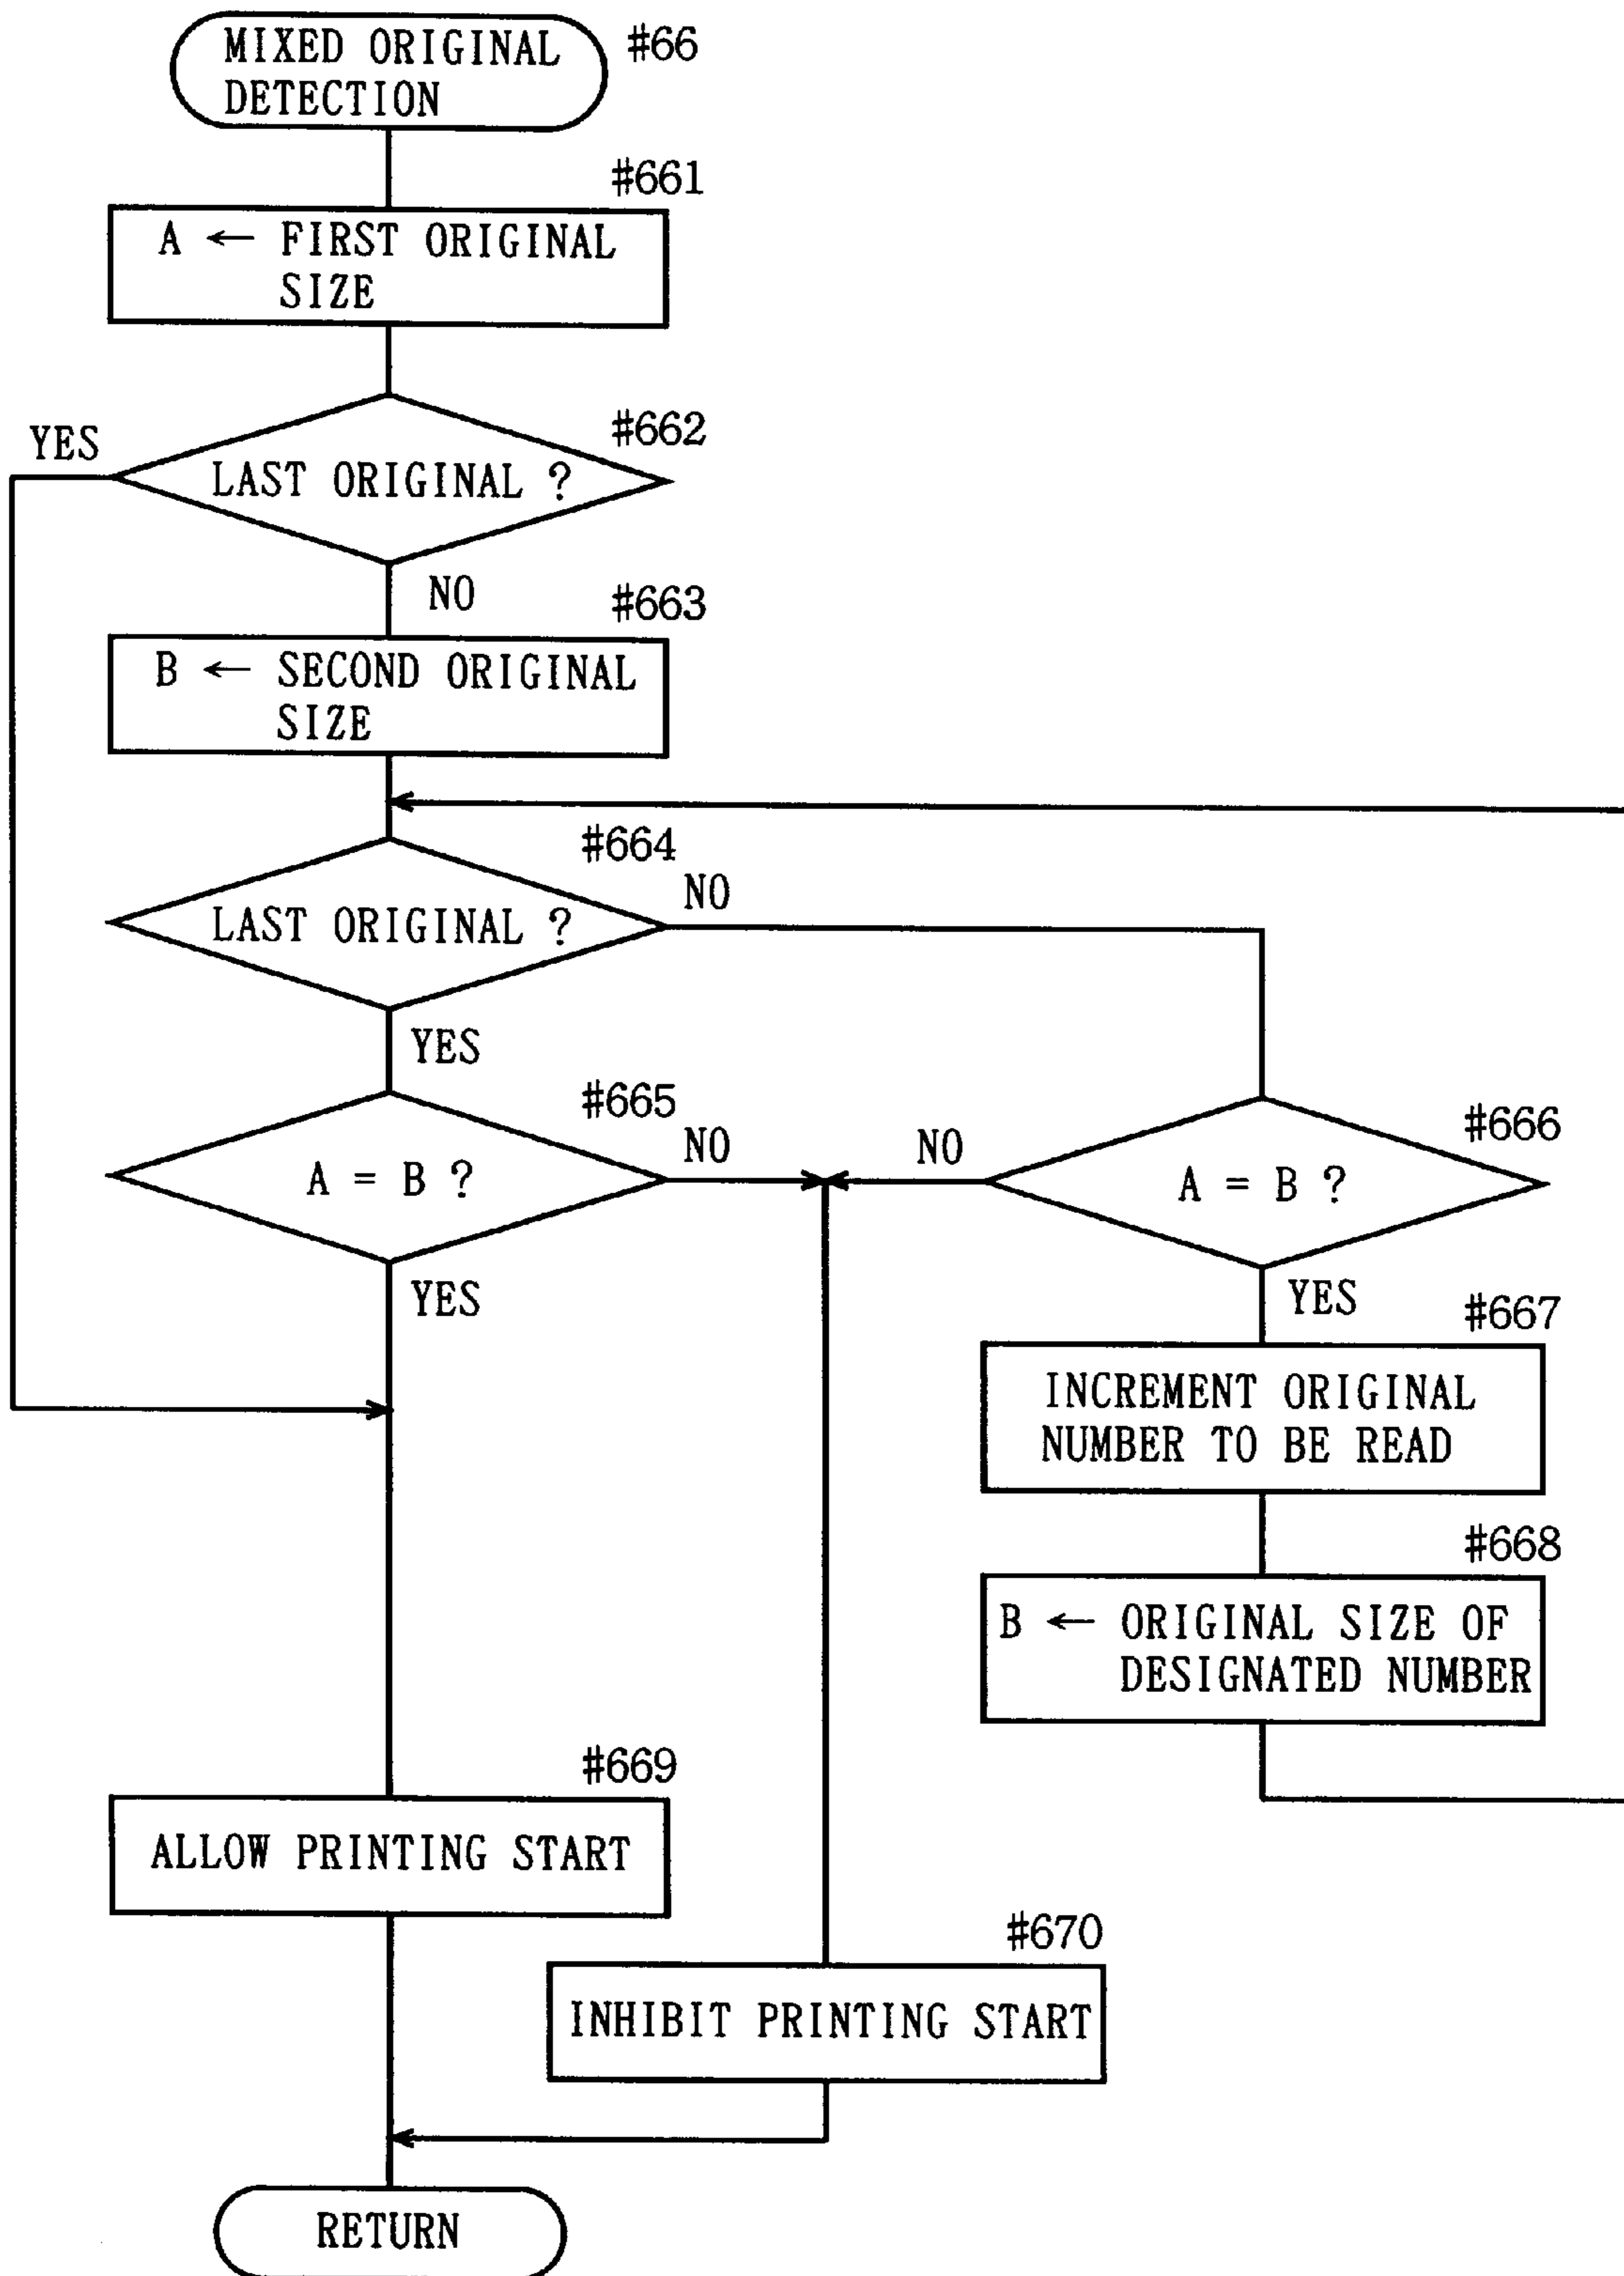 MIXED ORIGINAL
DETECTION
#66
#661
A ← FIRST ORIGINAL
SIZE
#662
YES
LAST ORIGINAL ?
NO
#663
B ← SECOND ORIGINAL
SIZE
#664
NO
LAST ORIGINAL ?
YES
#665
NO
A = B ?
YES
#666
NO
A = B ?
YES
#667
INCREMENT ORIGINAL
NUMBER TO BE READ
#668
B ← ORIGINAL SIZE OF
DESIGNATED NUMBER
#669
ALLOW PRINTING START
#670
INHIBIT PRINTING START
RETURN